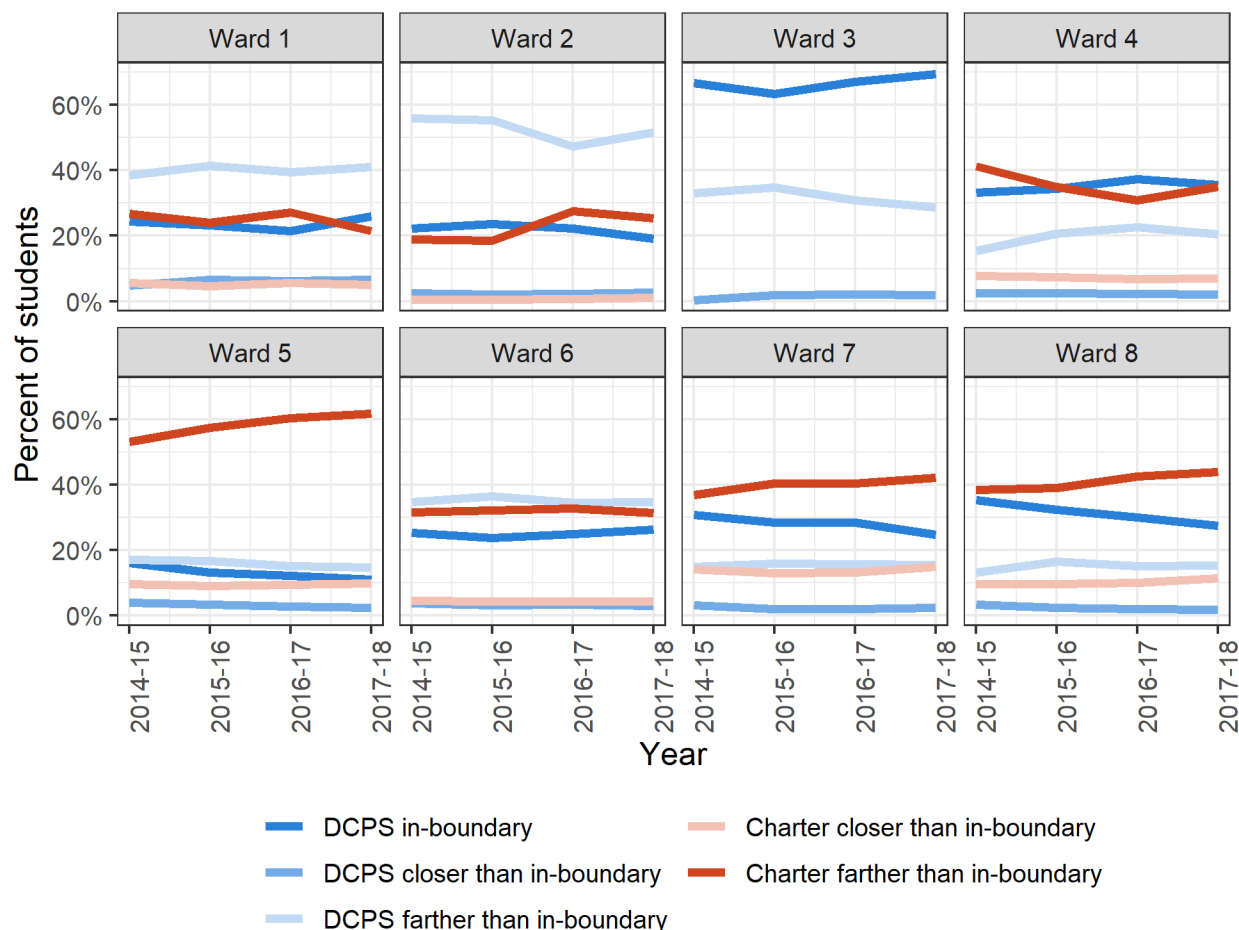 Ward 1 Ward 2 Ward 3 Ward 4
60%
40%
20%
0%
Ward 5 Ward 6 Ward 7 Ward 8
60%
40%
20%
0%
Percent of students
2014-15 2015-16 2016-17 2017-18 2014-15 2015-16 2016-17 2017-18 2014-15 2015-16 2016-17 2017-18 2014-15 2015-16 2016-17 2017-18
Year
DCPS in-boundary
DCPS closer than in-boundary
DCPS farther than in-boundary
Charter closer than in-boundary
Charter farther than in-boundary